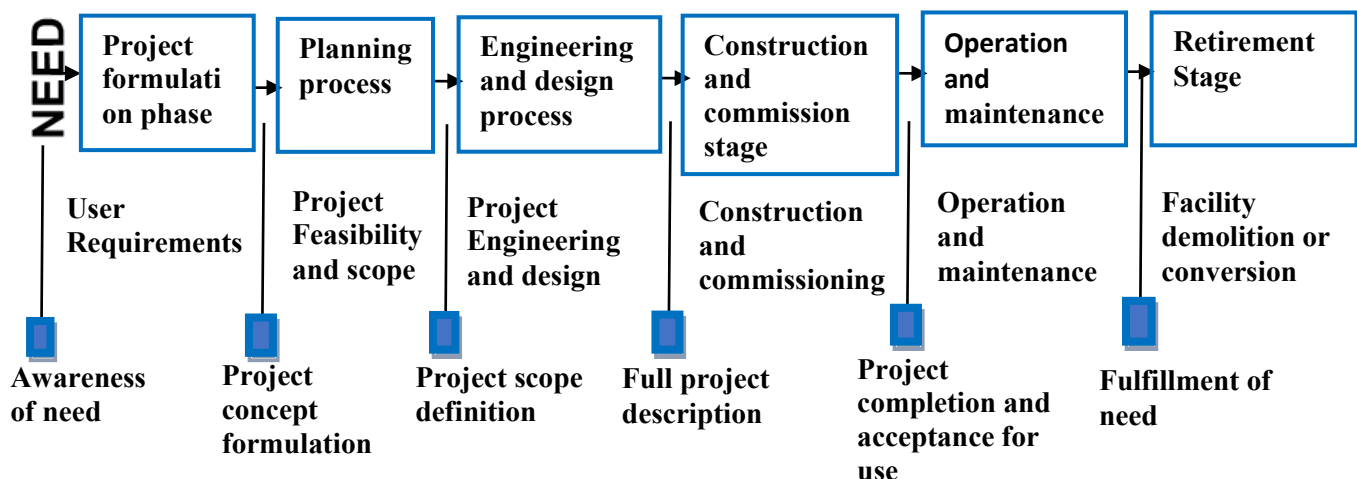 NEED
Project
formulati
on phase
Planning
process
Engineering
and design
process
Construction
and
commission
stage
Operation
and
maintenance
Retirement
Stage
User
Requirements
Project
Feasibility
and scope
Project
Engineering
and design
Construction
and
commissioning
Operation
and
maintenance
Facility
demolition or
conversion
Awareness
of need
Project
concept
formulation
Project scope
definition
Full project
description
Project
completion and
acceptance for
use
Fulfillment of
need